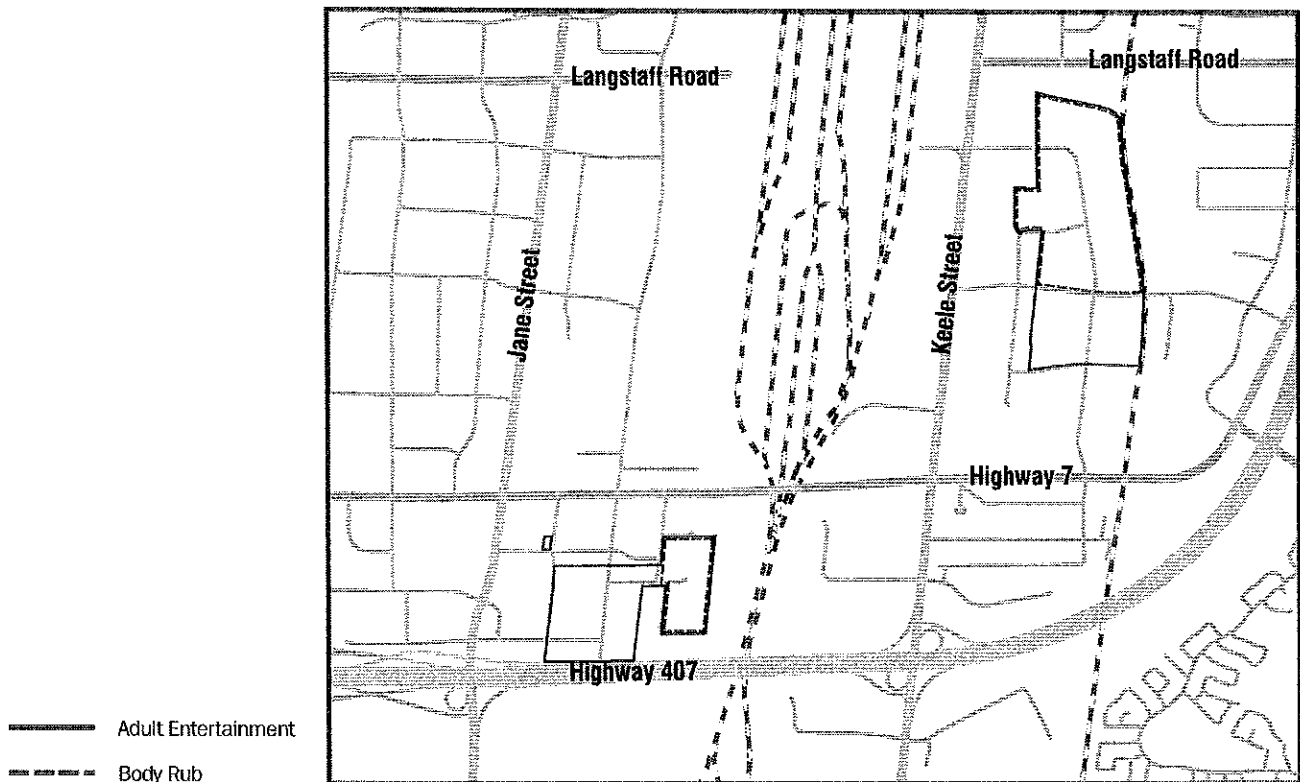 Langstaff Road
Langstaff Road
Jane Street
Keele Street
Highway 7
Highway 407
Adult Entertainment
Body Rub